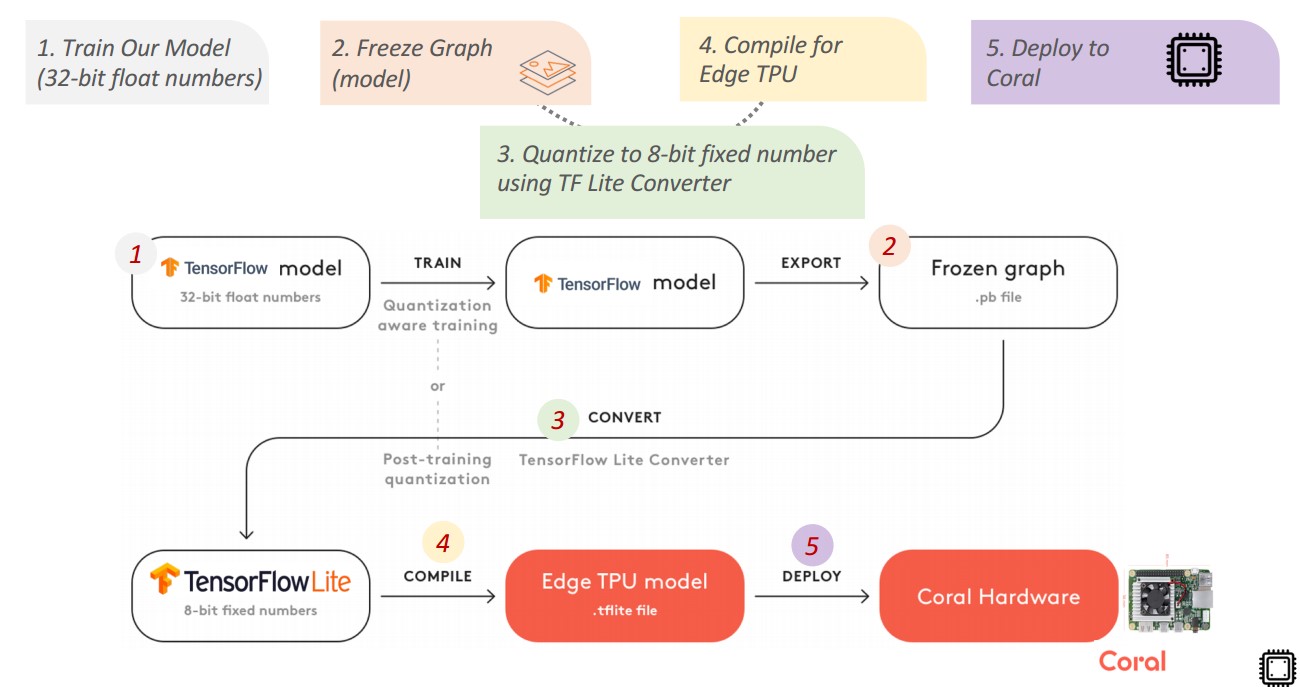 1. Train Our Model
(32-bit float numbers)
2. Freeze Graph
(model)
4. Compile for
Edge TPU
5. Deploy to
Coral
3. Quantize to 8-bit fixed number
using TF Lite Converter
1
TensorFlow model
32-bit float numbers
TRAIN
Quantization
aware training
or
Post-training
quantization
TensorFlow model
EXPORT
2
Frozen graph
.pb file
3
CONVERT
TensorFlow Lite Converter
TensorFlow Lite
8-bit fixed numbers
4
COMPILE
Edge TPU model
.tflite file
5
DEPLOY
Coral Hardware
Coral